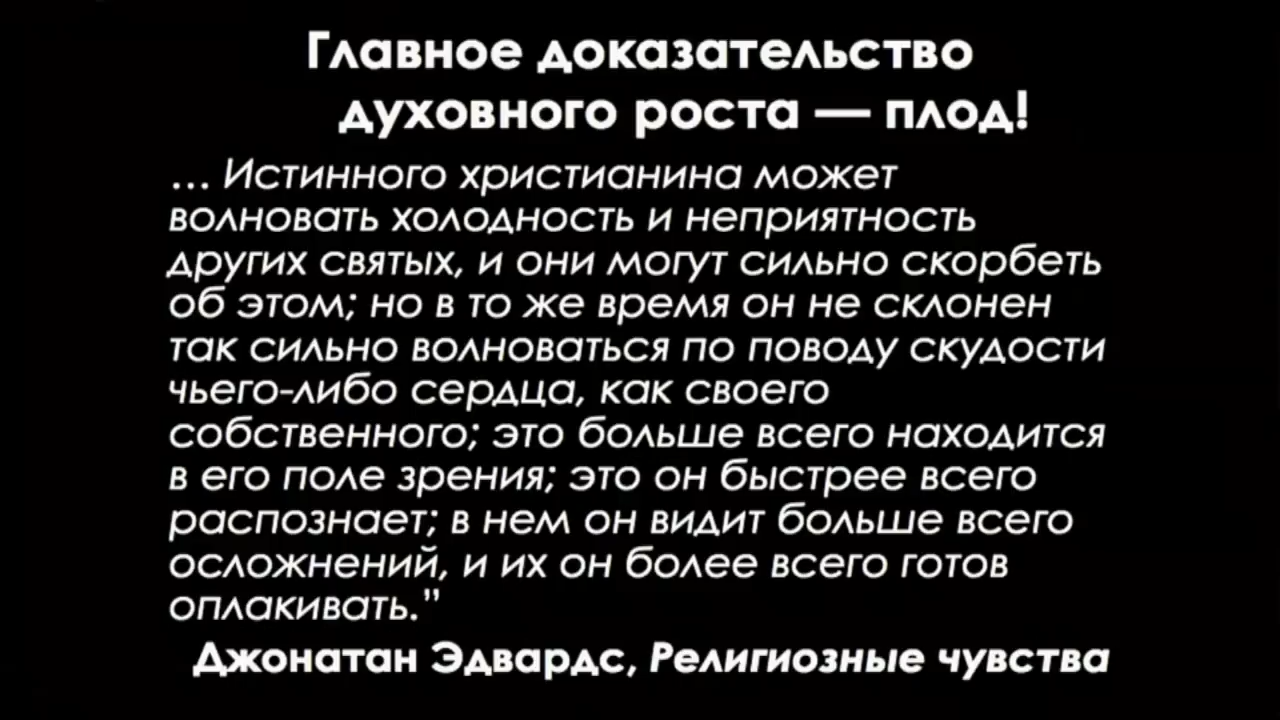 Главное доказательство
духовного роста — плод!
... Истинного христианина может
волновать холодность и неприятность
других святых, и они могут сильно скорбеть
об этом; но в то же время он не склонен
так сильно волноваться по поводу скудости
чьего-либо сердца, как своего
собственного; это больше всего находится
в его поле зрения; это он быстрее всего
распознает; в нем он видит больше всего
осложнений, и их он более всего готов
оплакивать."
Джонатан Эдвардс, Религиозные чувства